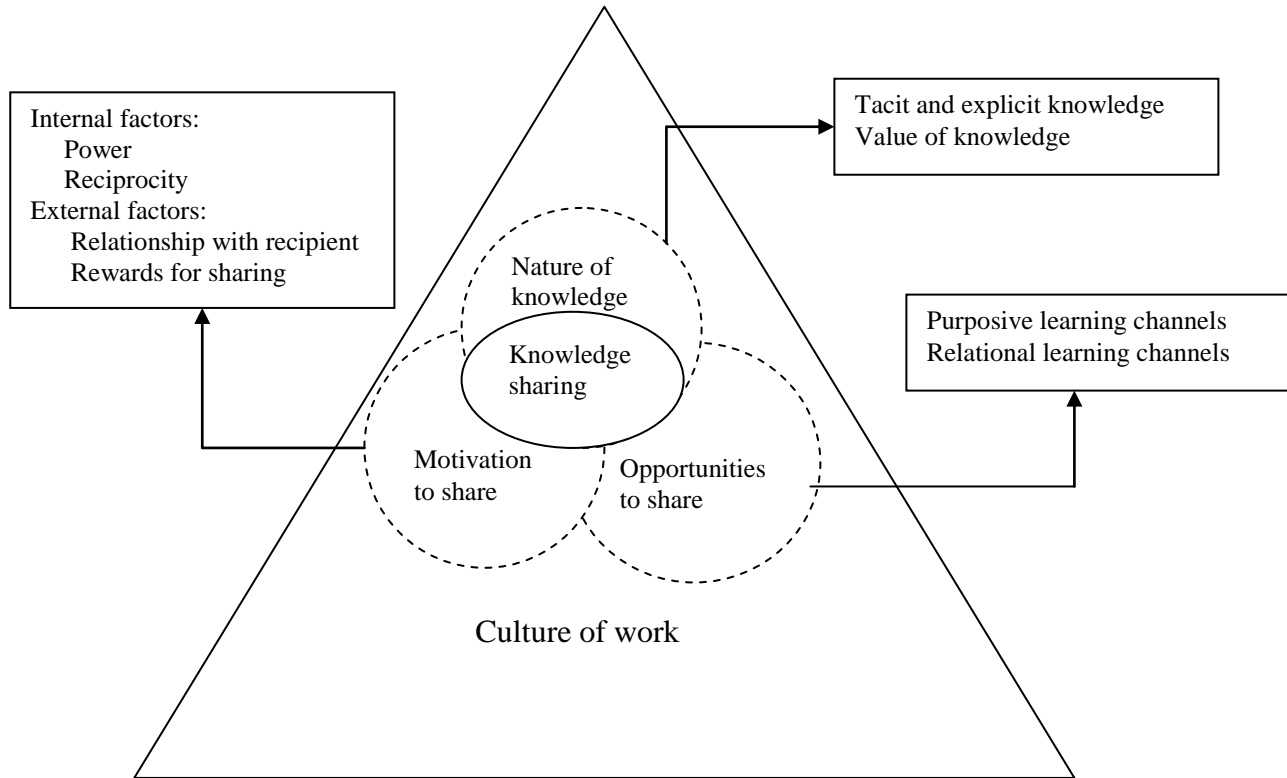 Internal factors:
Power
Reciprocity
External factors:
Relationship with recipient
Rewards for sharing
Tacit and explicit knowledge
Value of knowledge
Purposive learning channels
Relational learning channels
Nature of
knowledge
Knowledge
sharing
Motivation
to share
Opportunities
to share
Culture of work